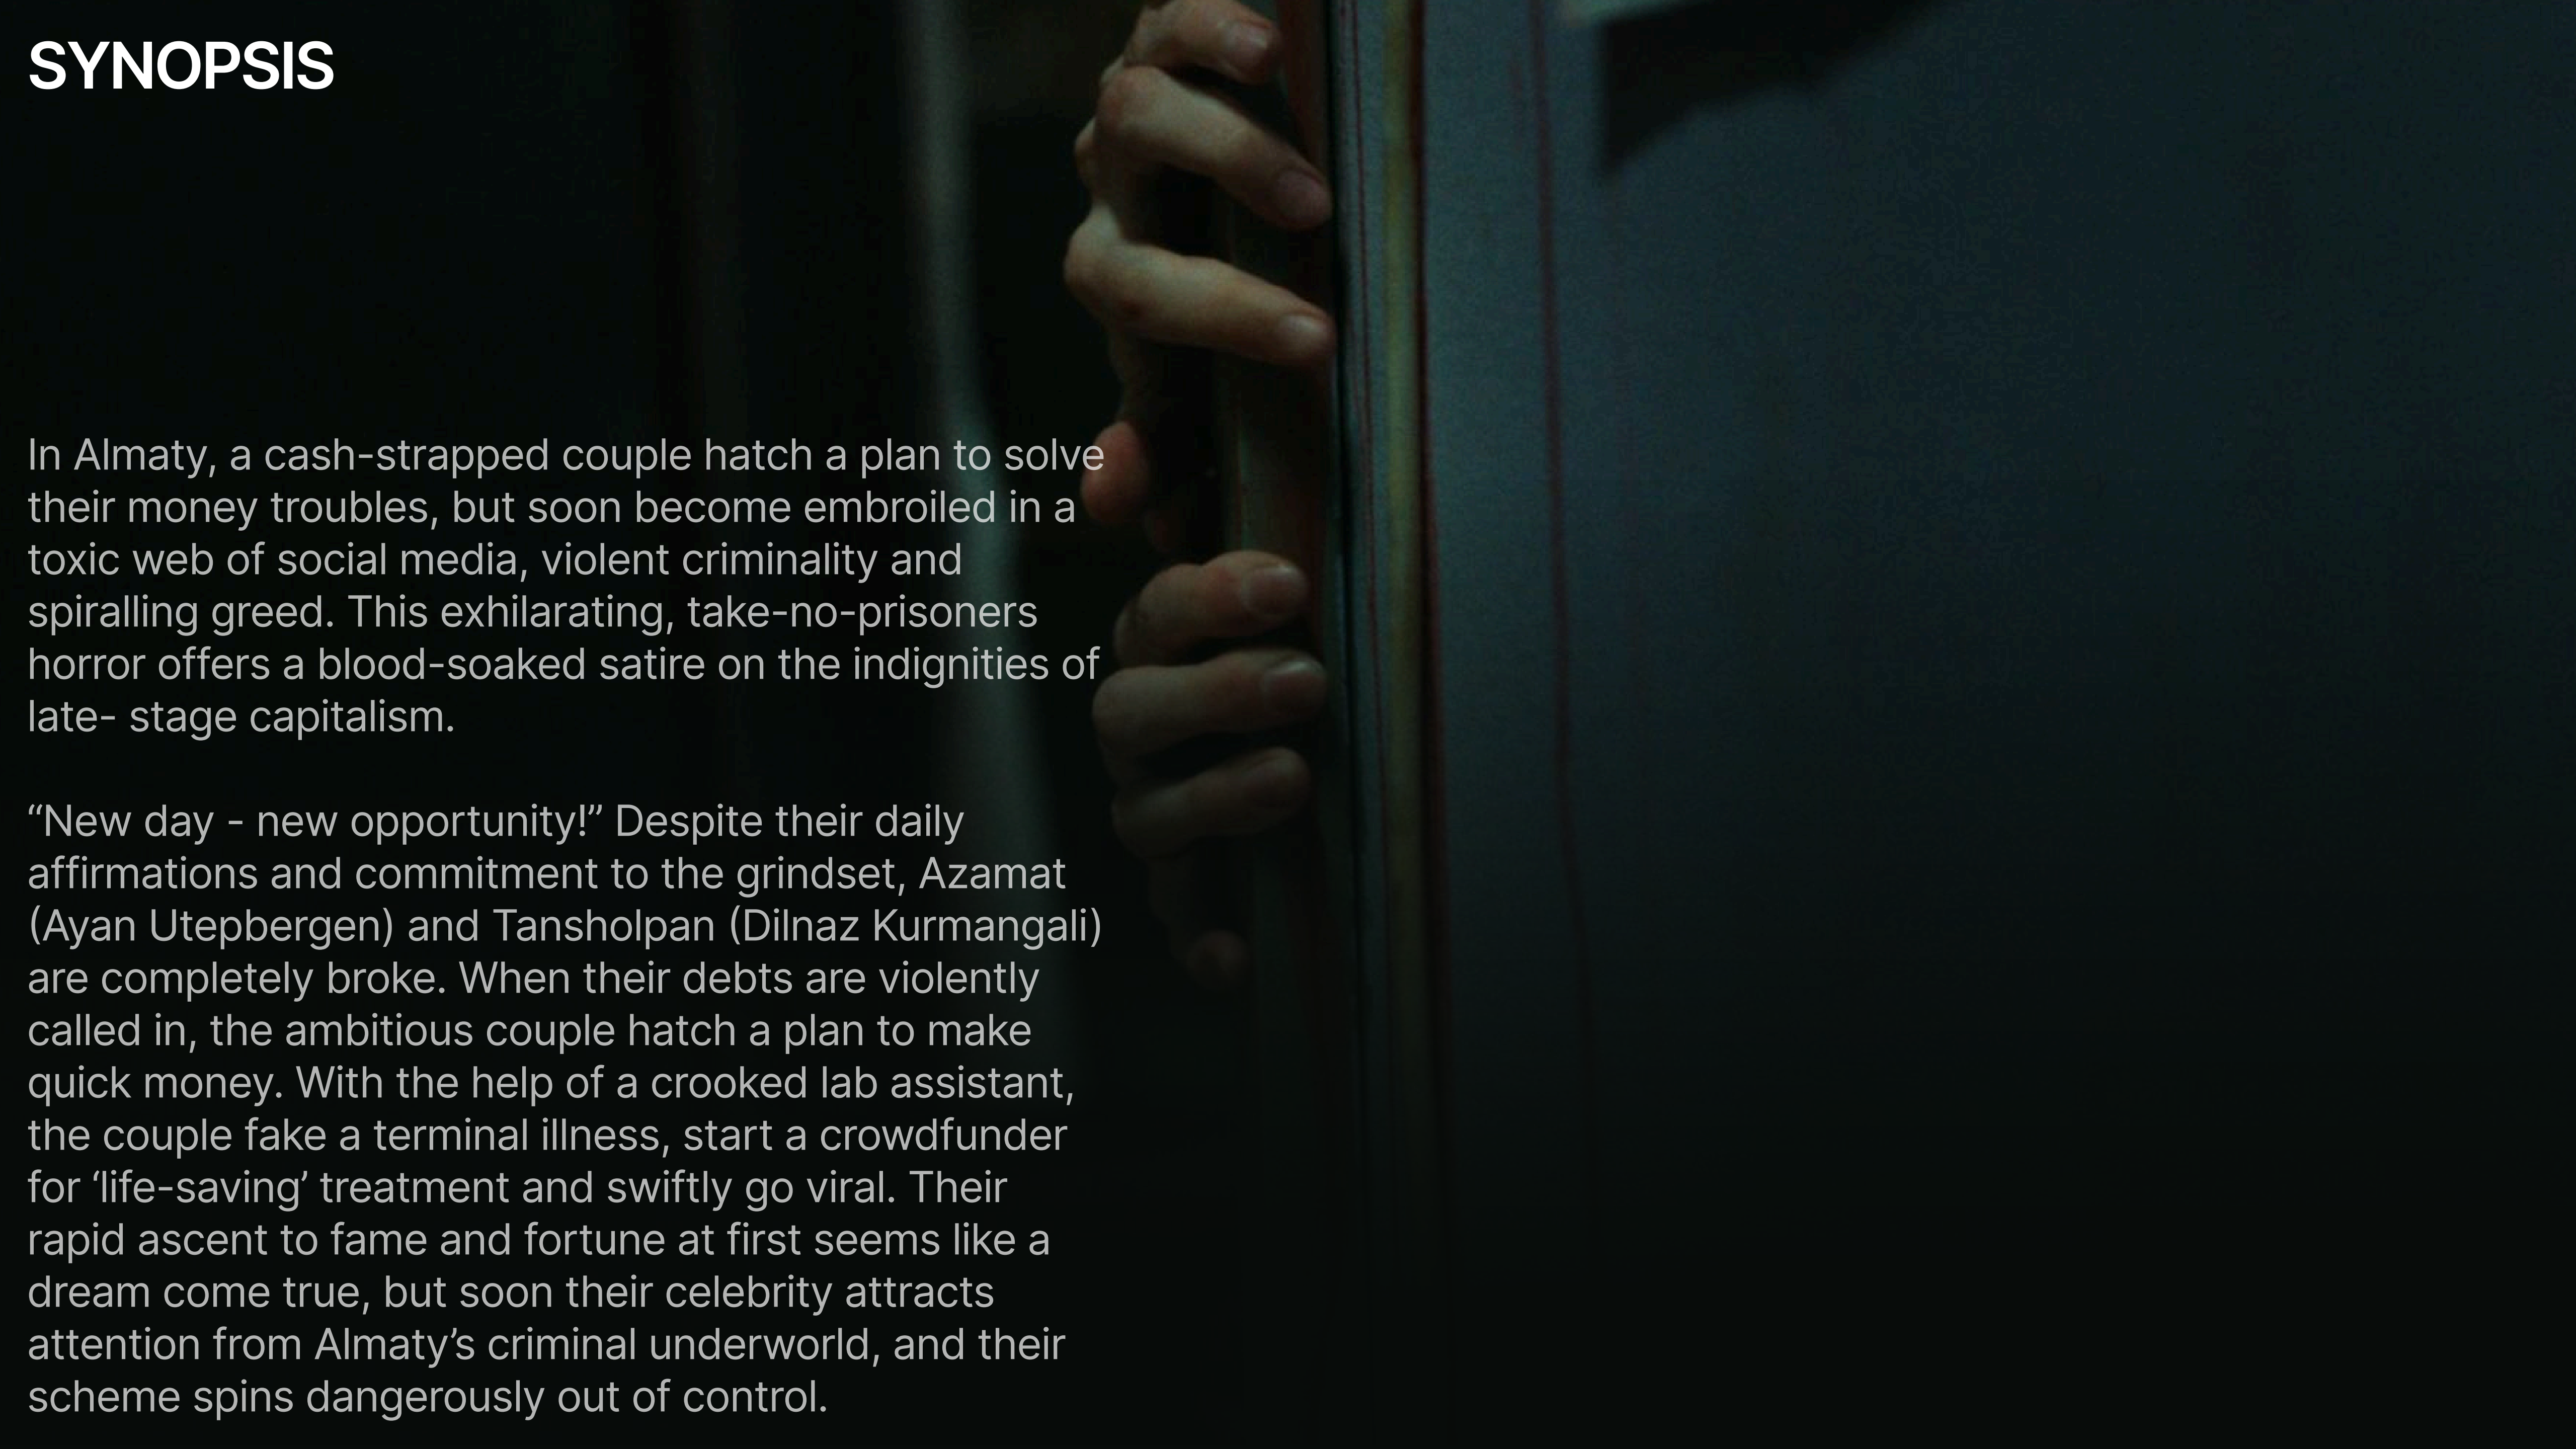 SYNOPSIS
In Almaty, a cash-strapped couple hatch a plan to solve
their money troubles, but soon become embroiled in a
toxic web of social media, violent criminality and
spiralling greed. This exhilarating, take-no-prisoners
horror offers a blood-soaked satire on the indignities of
late- stage capitalism.
“New day - new opportunity!” Despite their daily
affirmations and commitment to the grindset, Azamat
(Ayan Utepbergen) and Tansholpan (Dilnaz Kurmangali)
are completely broke. When their debts are violently
called in, the ambitious couple hatch a plan to make
quick money. With the help of a crooked lab assistant,
the couple fake a terminal illness, start a crowdfunder
for ‘life-saving’ treatment and swiftly go viral. Their
rapid ascent to fame and fortune at first seems like a
dream come true, but soon their celebrity attracts
attention from Almaty’s criminal underworld, and their
scheme spins dangerously out of control.